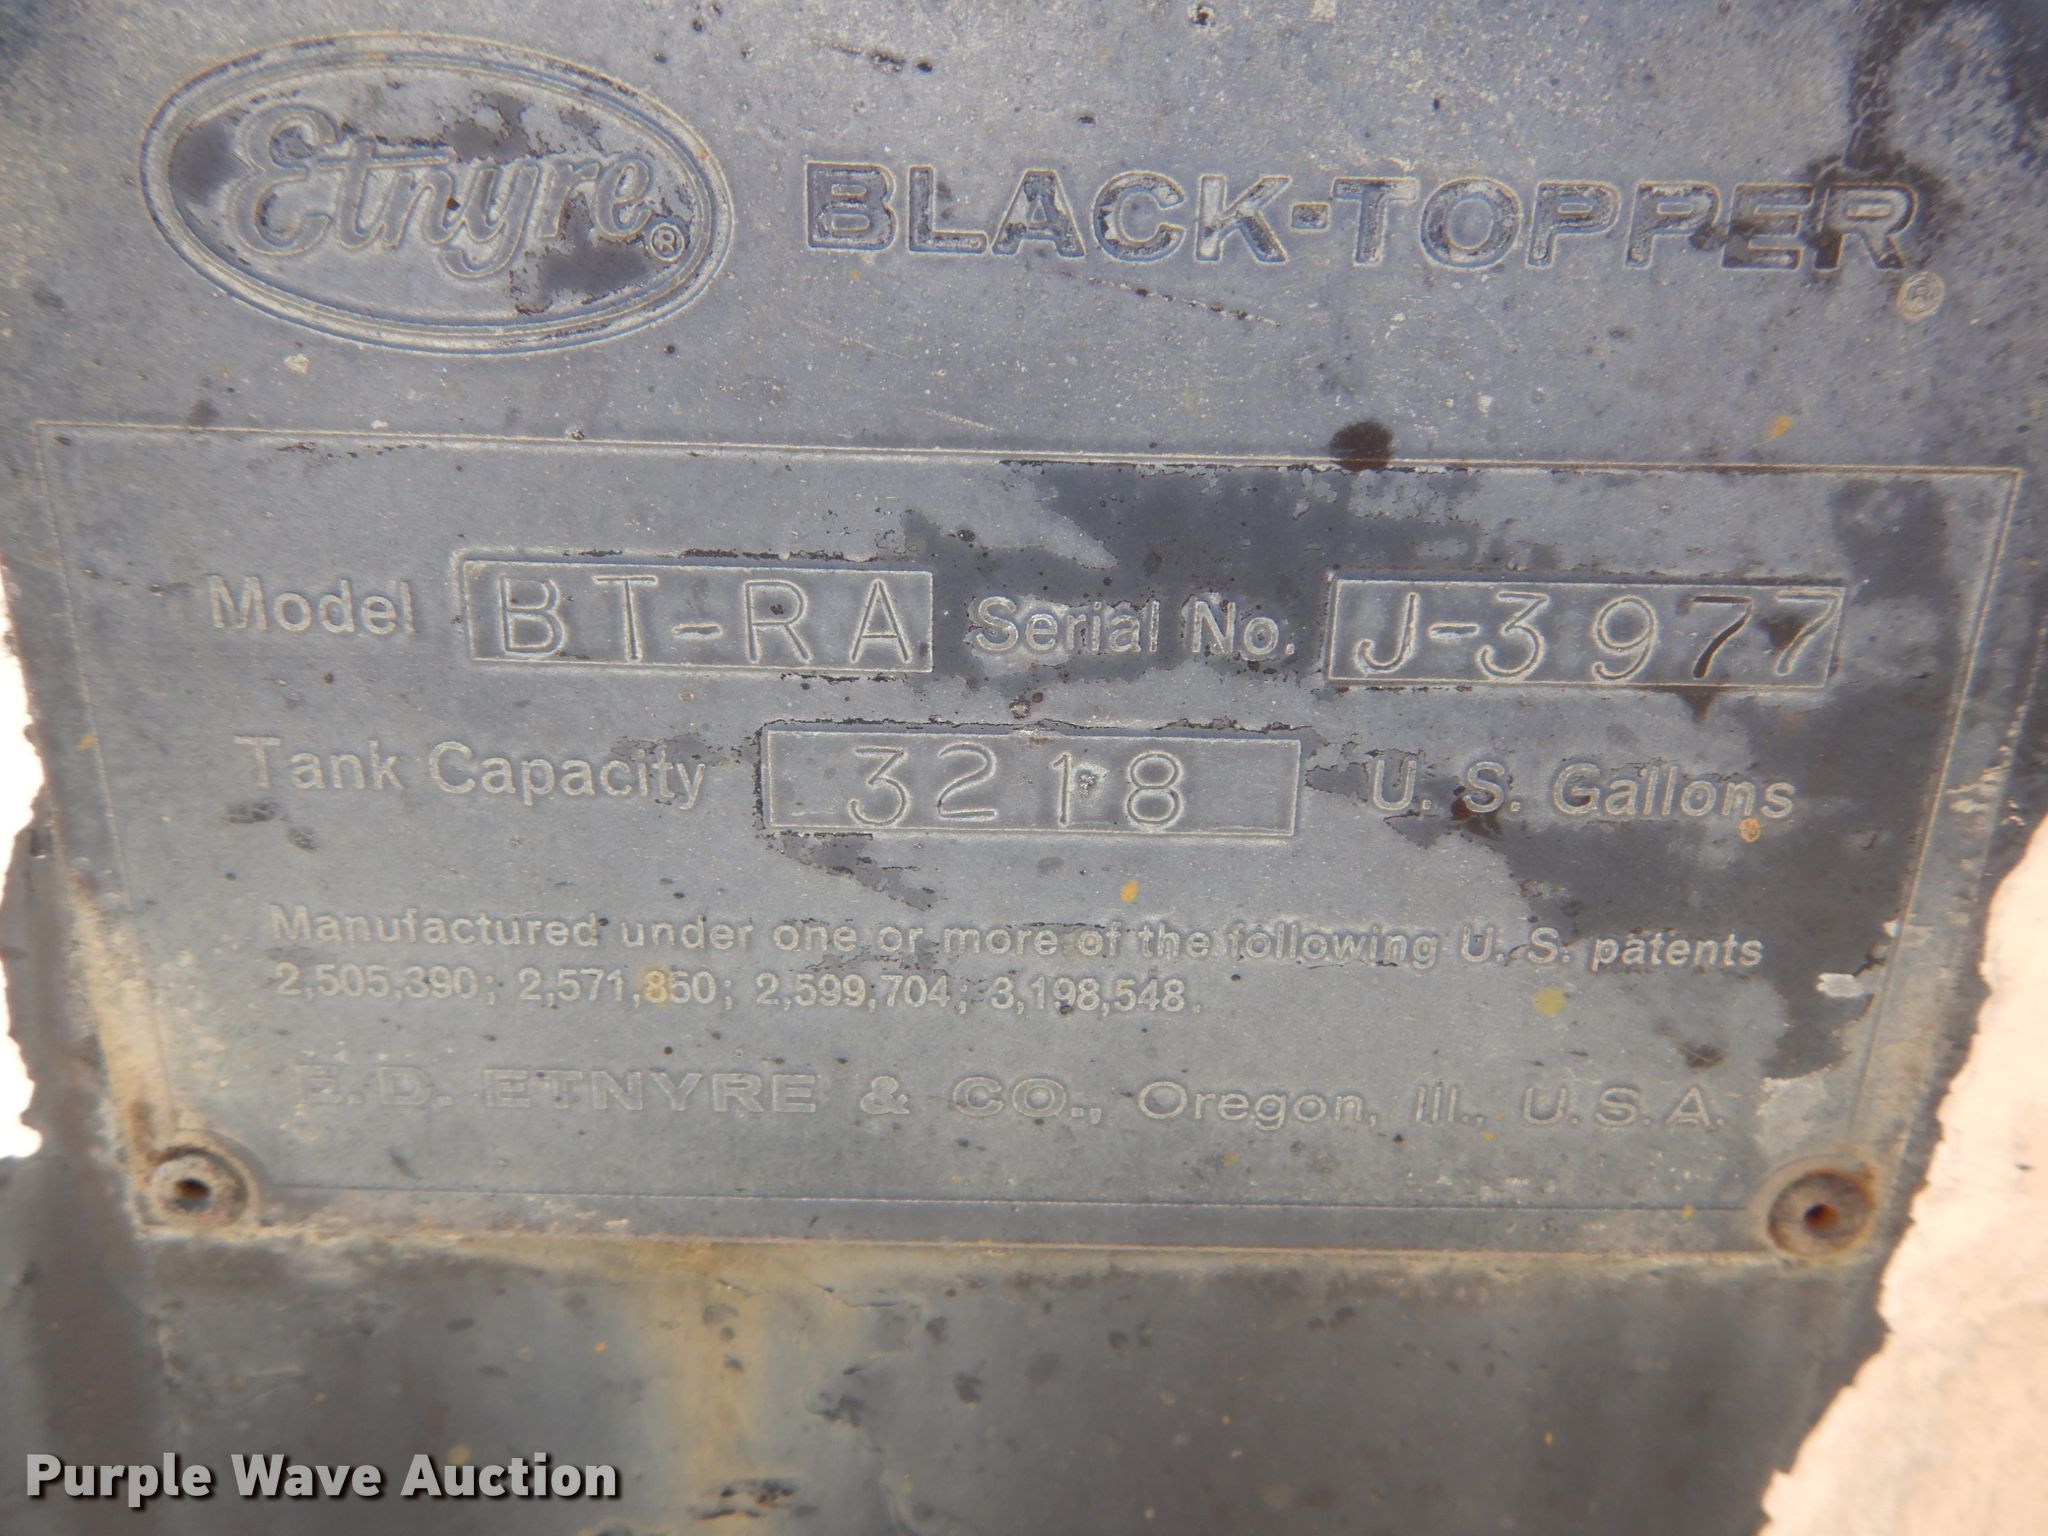 Etnyre® BLACK-TOPPER®
Model BT-RA Serial No. J-3977
Tank Capacity 3218 U. S. Gallons
Manufactured under one or more of the following U. S. patents
2,505,390; 2,571,850; 2,599,704; 3,198,548.
E. D. ETNYRE & CO., Oregon, Ill., U. S. A.
Purple Wave Auction